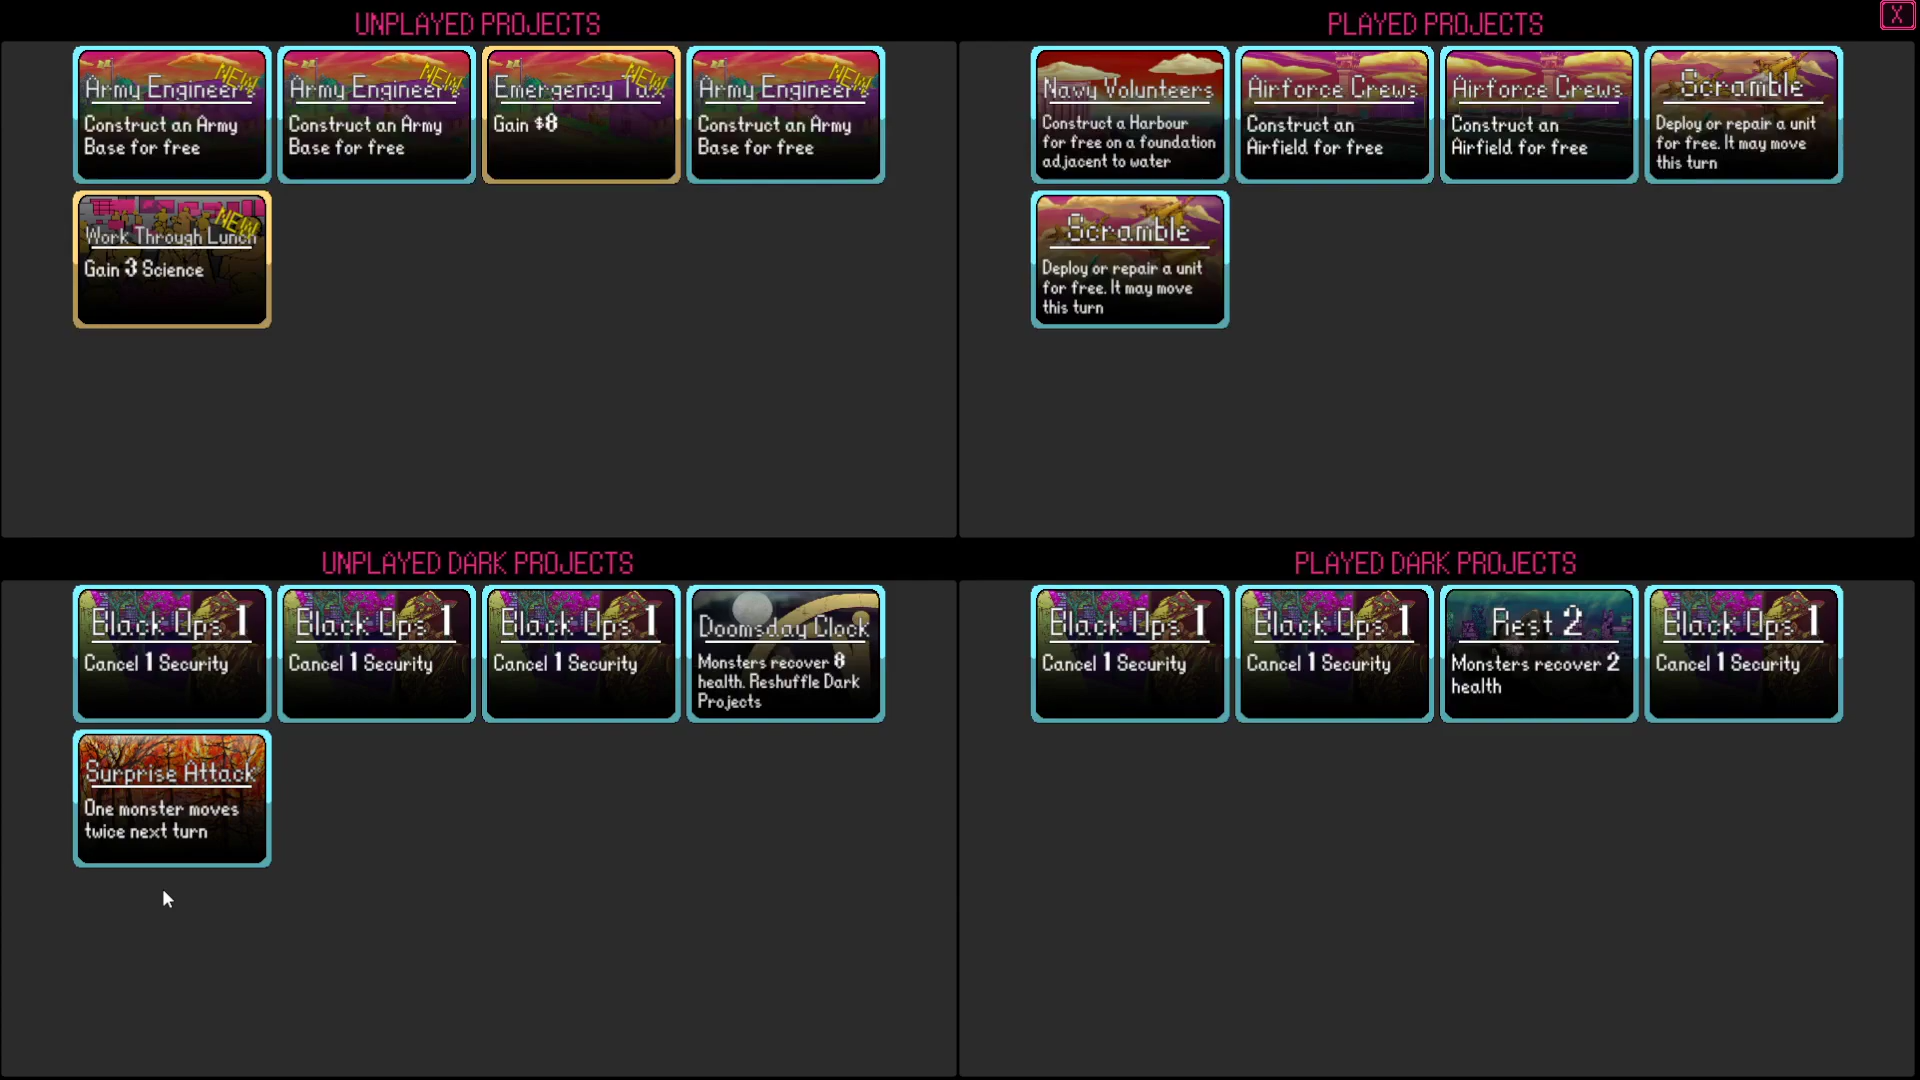 UNPLAYED PROJECTS
PLAYED PROJECTS
X
Army Engineers
NEW!
Construct an Army
Base for free
Army Engineers
NEW!
Construct an Army
Base for free
Emergency Ta...
NEW!
Gain $8
Army Engineers
NEW!
Construct an Army
Base for free
Work Through Lunch
NEW!
Gain 3 Science
Navy Volunteers
Construct a Harbour
for free on a foundation
adjacent to water
Airforce Crews
Construct an
Airfield for free
Airforce Crews
Construct an
Airfield for free
Scramble
Deploy or repair a unit
for free. It may move
this turn
Scramble
Deploy or repair a unit
for free. It may move
this turn
UNPLAYED DARK PROJECTS
PLAYED DARK PROJECTS
Black Ops 1
Cancel 1 Security
Black Ops 1
Cancel 1 Security
Black Ops 1
Cancel 1 Security
Doomsday Clock
Monsters recover 8
health. Reshuffle Dark
Projects
Surprise Attack
One monster moves
twice next turn
Black Ops 1
Cancel 1 Security
Black Ops 1
Cancel 1 Security
Rest 2
Monsters recover 2
health
Black Ops 1
Cancel 1 Security